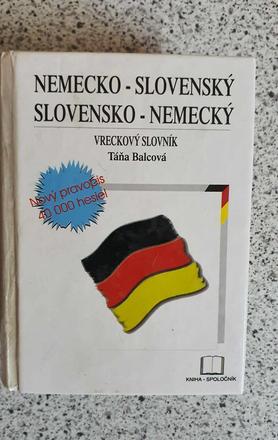 NEMECKO - SLOVENSKÝ
SLOVENSKO - NEMECKÝ
VRECKOVÝ SLOVNÍK
Táňa Balcová
Nový pravopis
40 000 hesiel
KNIHA - SPOLOČNÍK